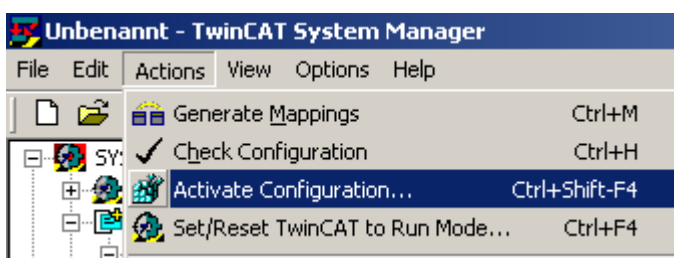 Unbenannt - TwinCAT System Manager
File Edit Actions View Options Help
Generate Mappings Ctrl+M
SY
Check Configuration Ctrl+H
Activate Configuration... Ctrl+Shift-F4
Set/Reset TwinCAT to Run Mode... Ctrl+F4